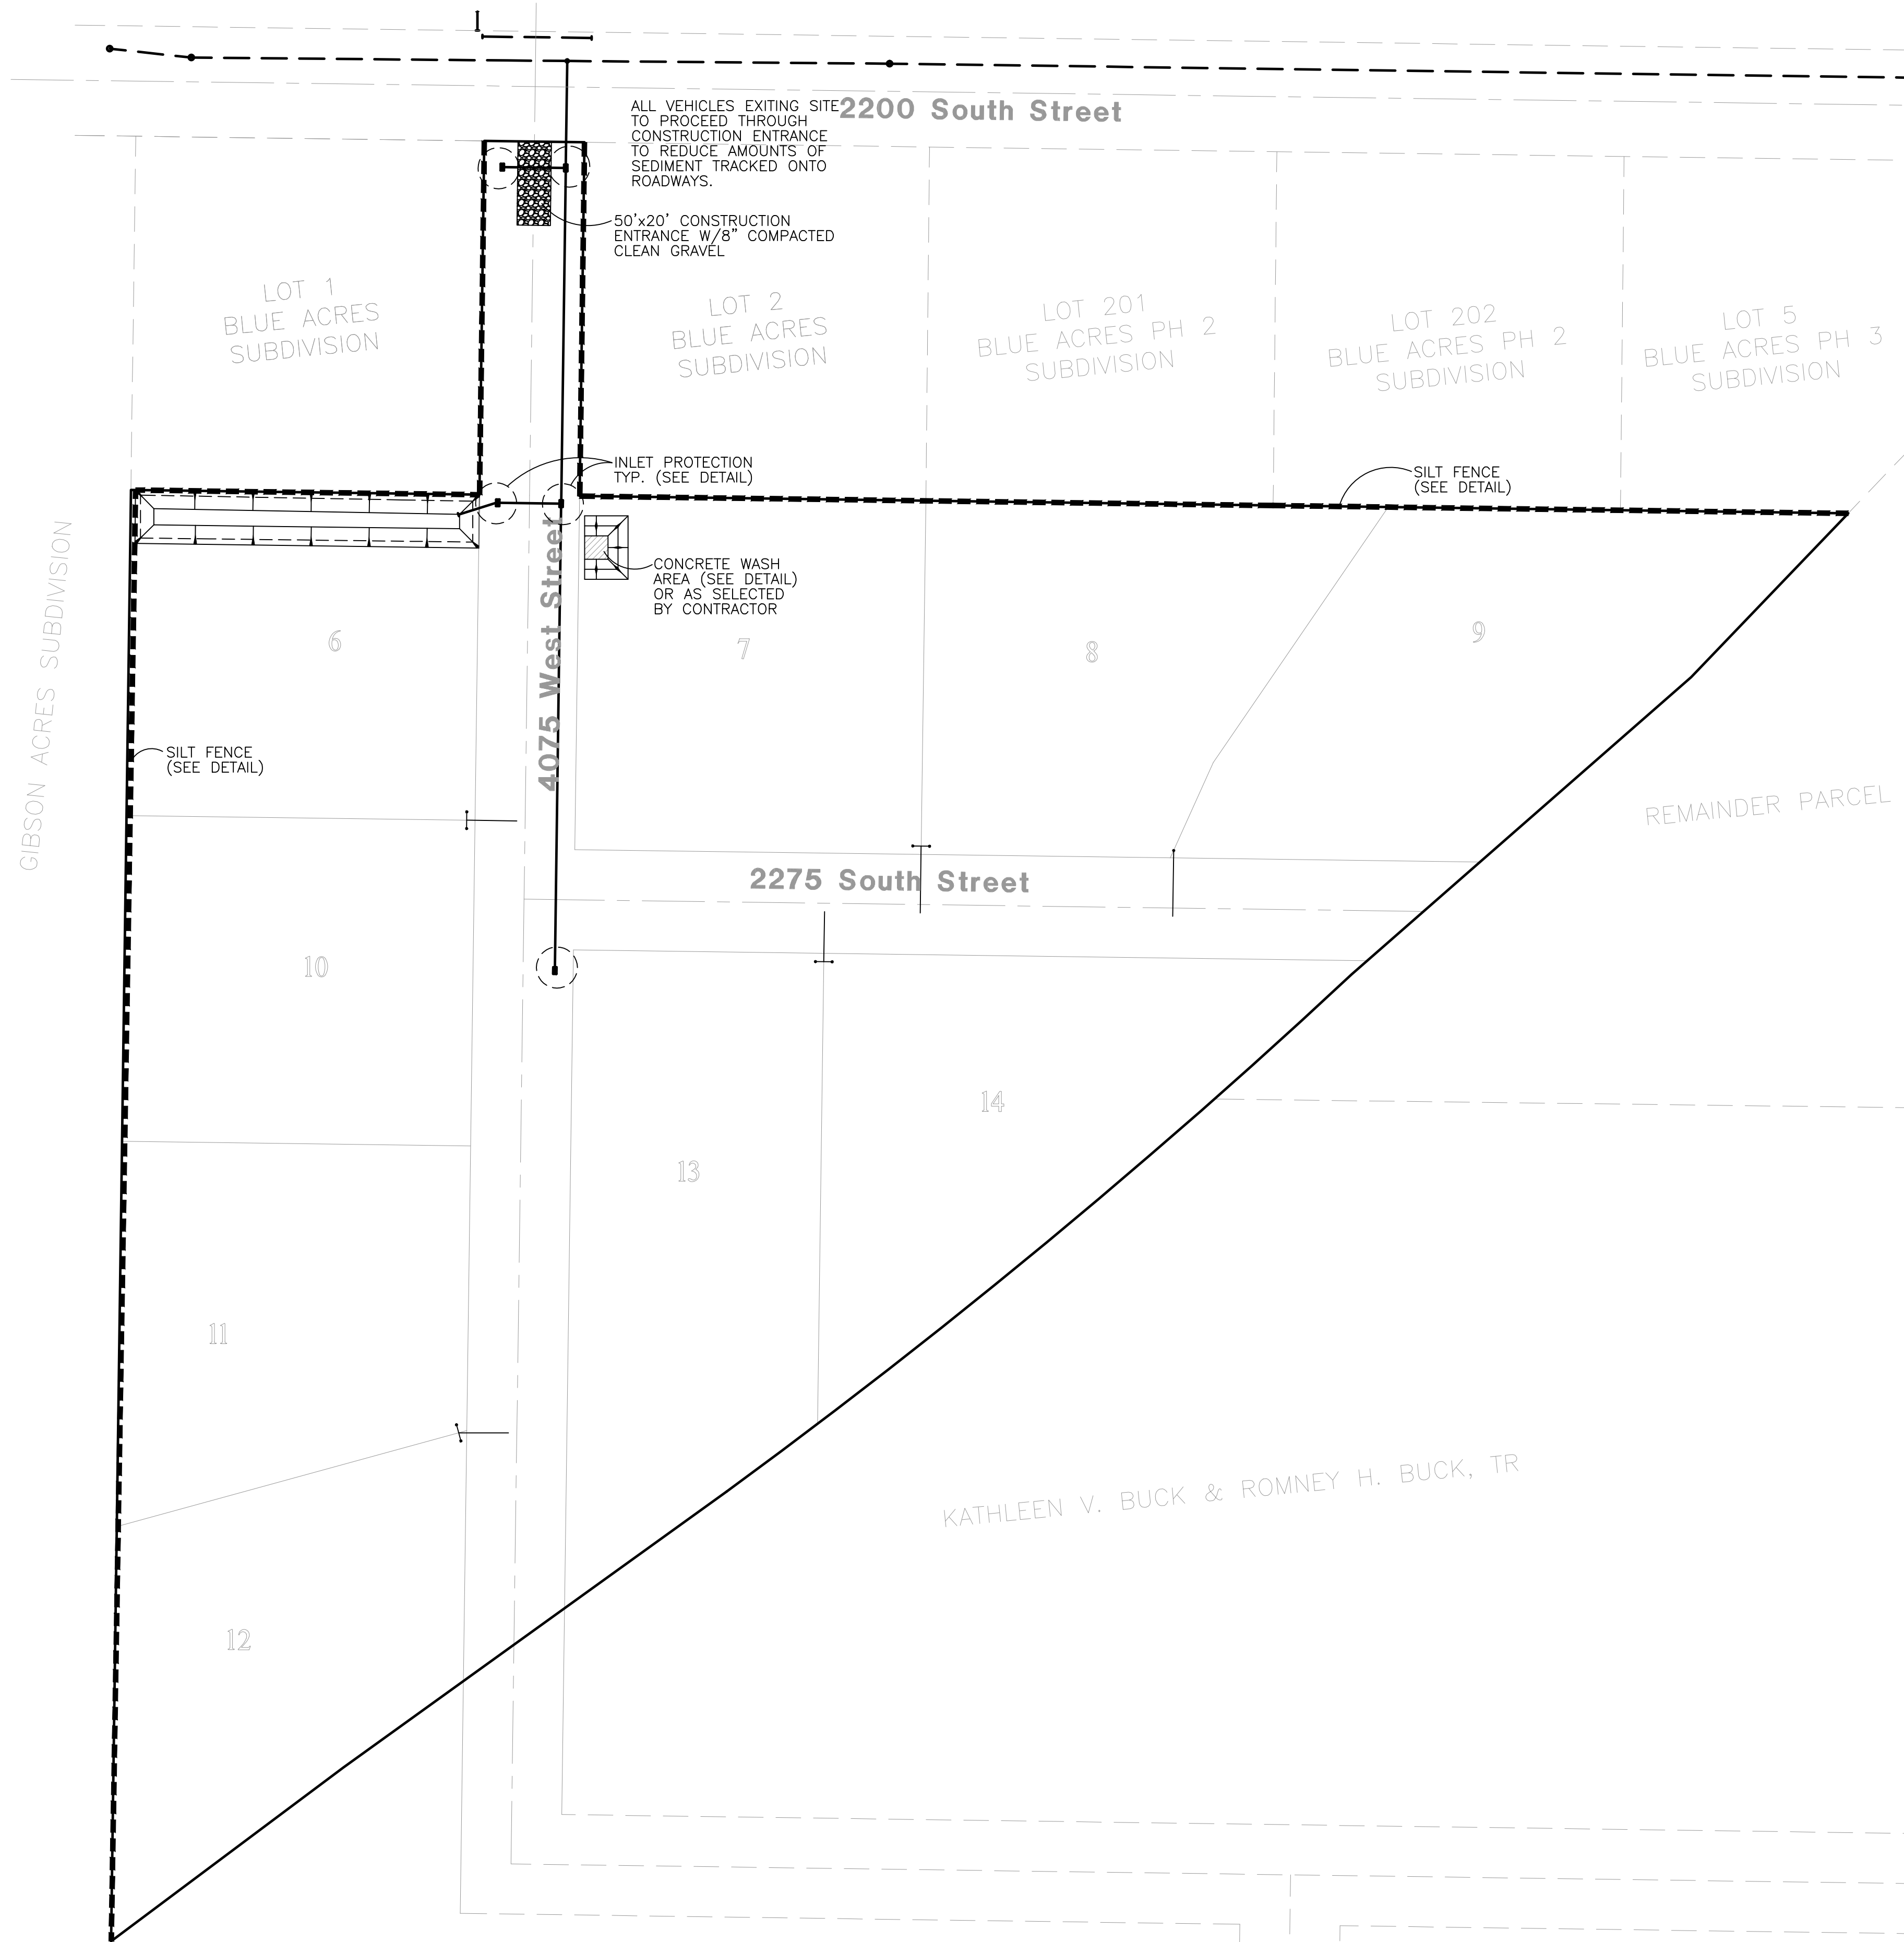 2200 South Street
ALL VEHICLES EXITING SITE
TO PROCEED THROUGH
CONSTRUCTION ENTRANCE
TO REDUCE AMOUNTS OF
SEDIMENT TRACKED ONTO
ROADWAYS.
50'x20' CONSTRUCTION
ENTRANCE W/8" COMPACTED
CLEAN GRAVEL
LOT 1
BLUE ACRES
SUBDIVISION
LOT 2
BLUE ACRES
SUBDIVISION
LOT 201
BLUE ACRES PH 2
SUBDIVISION
LOT 202
BLUE ACRES PH 2
SUBDIVISION
LOT 5
BLUE ACRES PH 3
SUBDIVISION
INLET PROTECTION
TYP. (SEE DETAIL)
SILT FENCE
(SEE DETAIL)
CONCRETE WASH
AREA (SEE DETAIL)
OR AS SELECTED
BY CONTRACTOR
GIBSON ACRES SUBDIVISION
4075 West Street
6
7
8
9
SILT FENCE
(SEE DETAIL)
REMAINDER PARCEL
2275 South Street
10
14
13
11
KATHLEEN V. BUCK & ROMNEY H. BUCK, TR
12